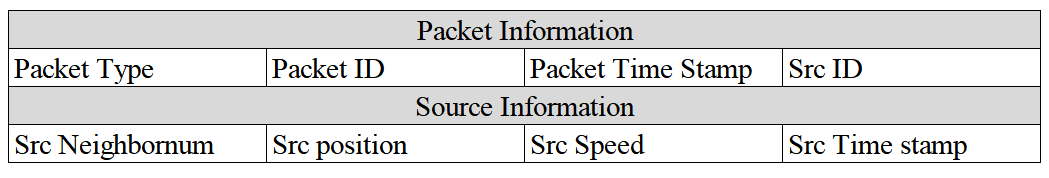 Packet Information
Packet Type Packet ID Packet Time Stamp Src ID
Source Information
Src Neighbornum Src position Src Speed Src Time stamp